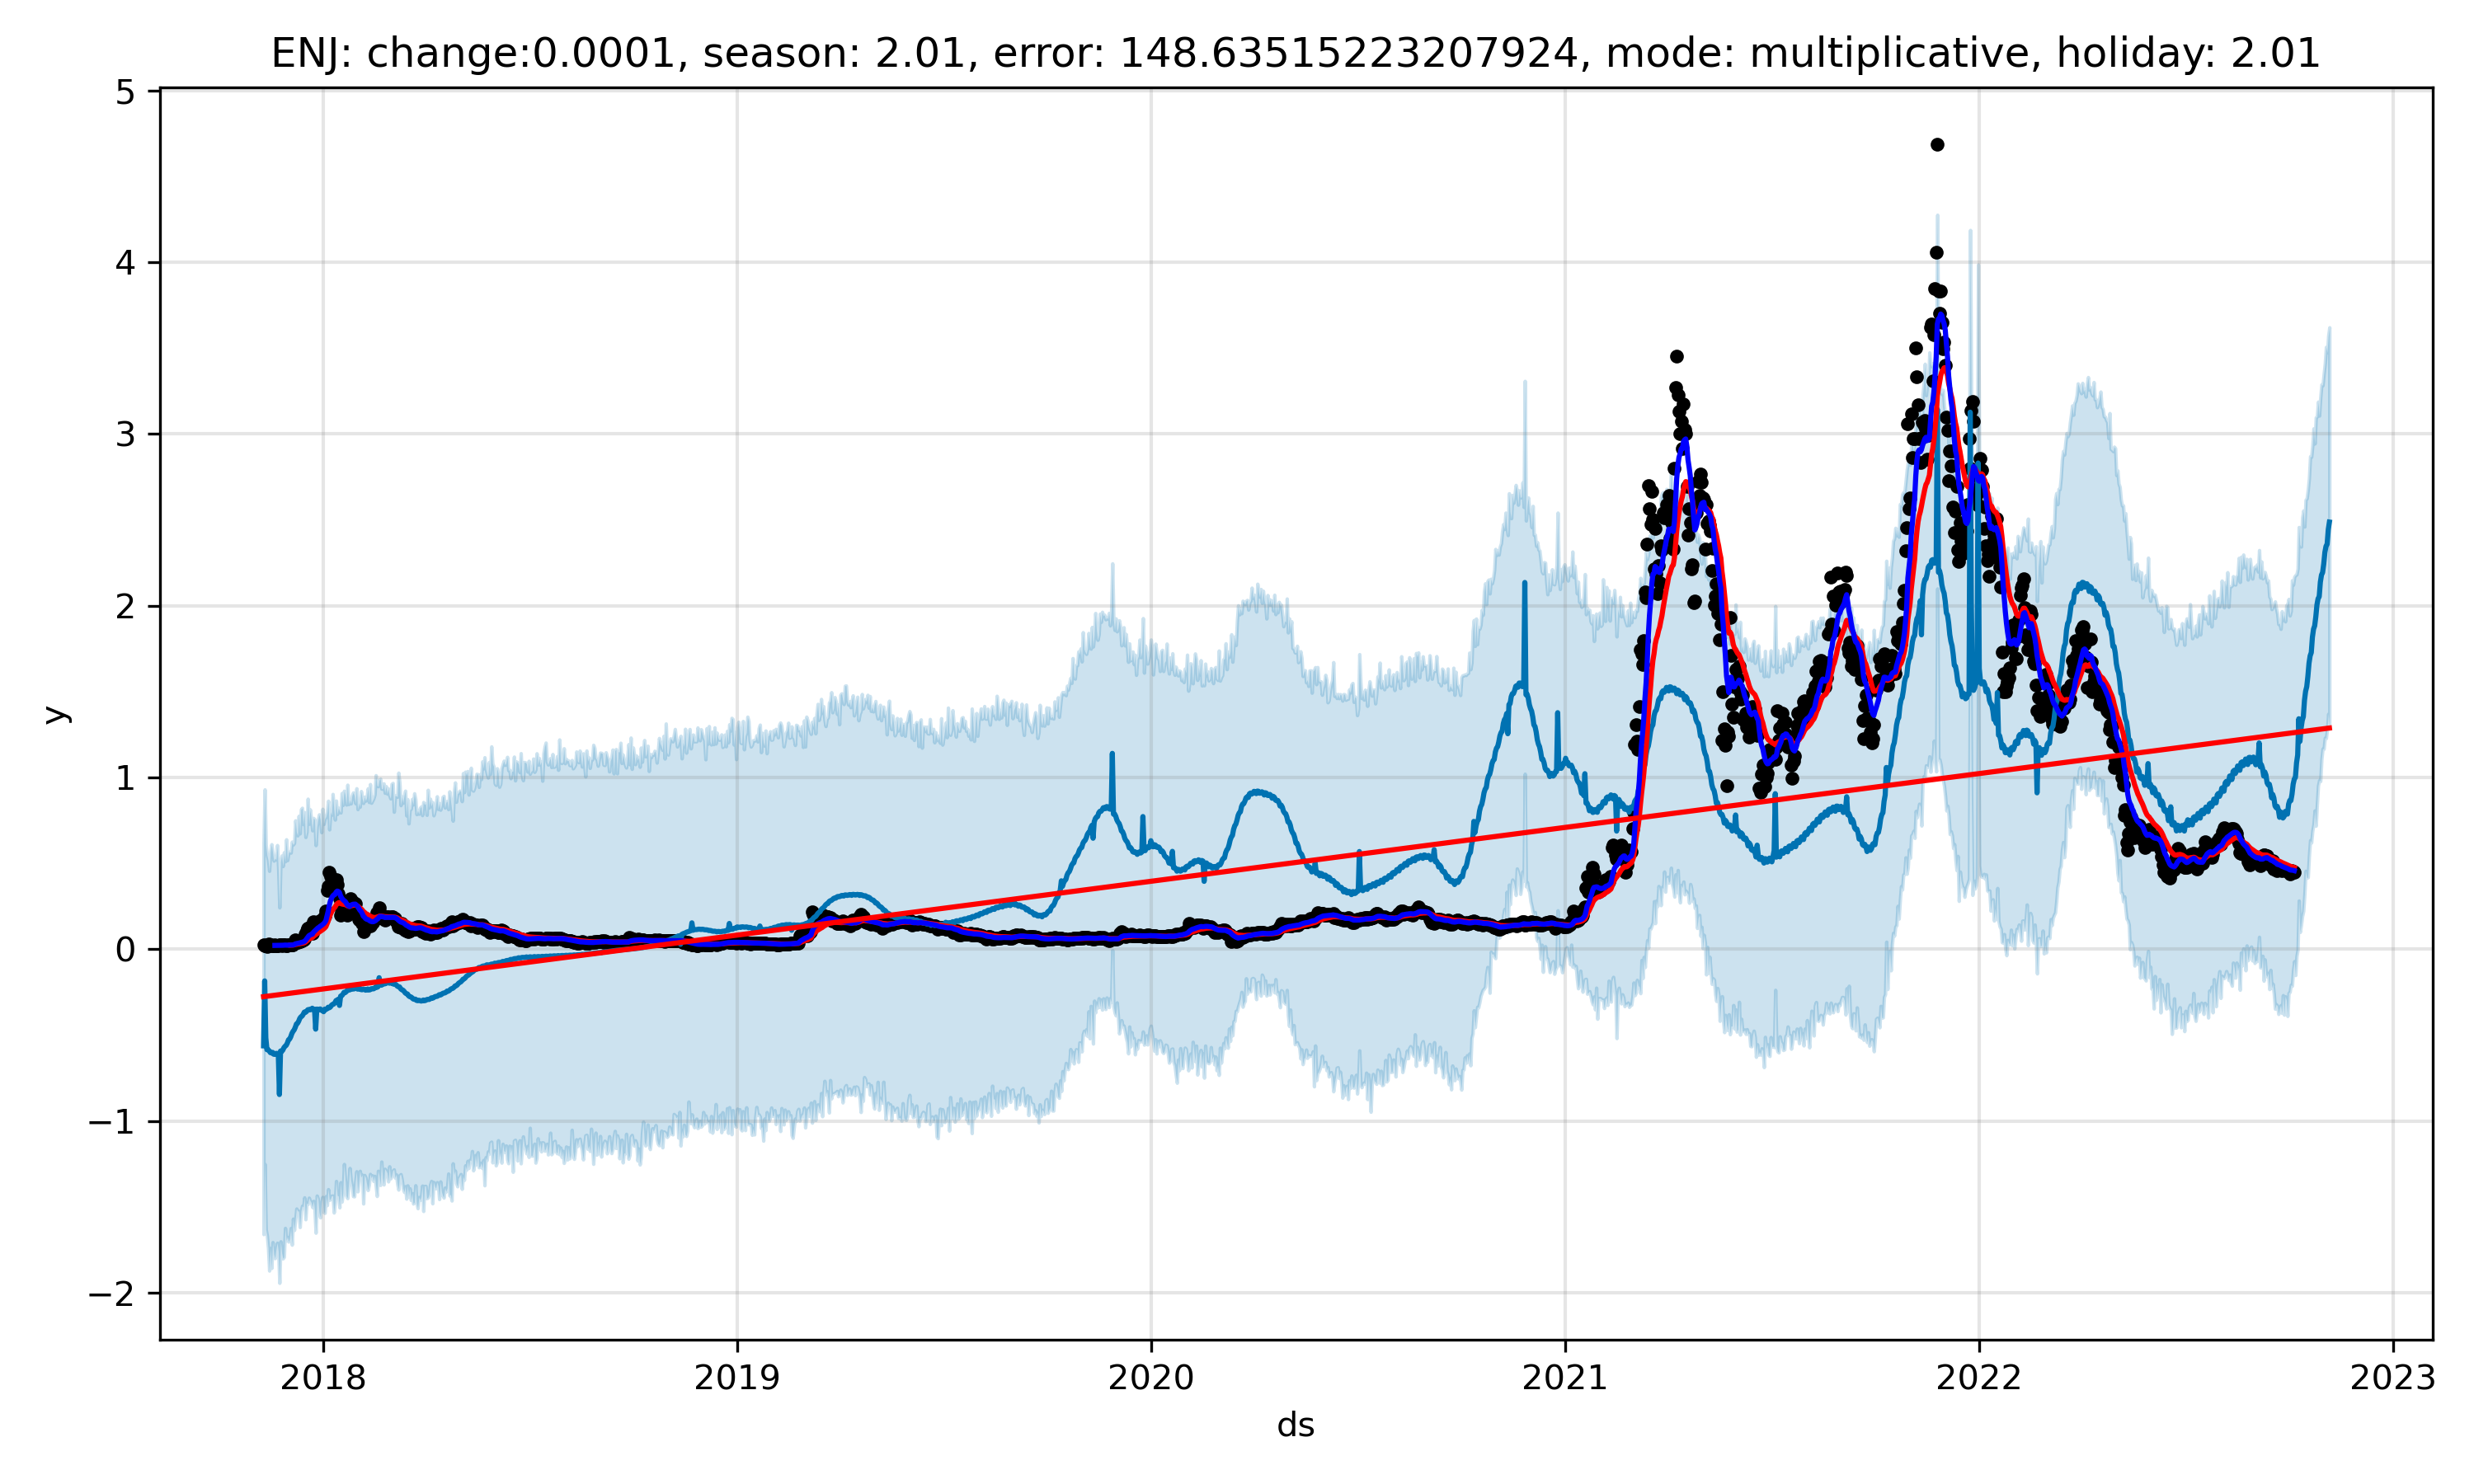 ENJ: change:0.0001, season: 2.01, error: 148.63515223207924, mode: multiplicative, holiday: 2.01
5
4
3
2
1
0
−1
−2
y
2018 2019 2020 2021 2022 2023
ds